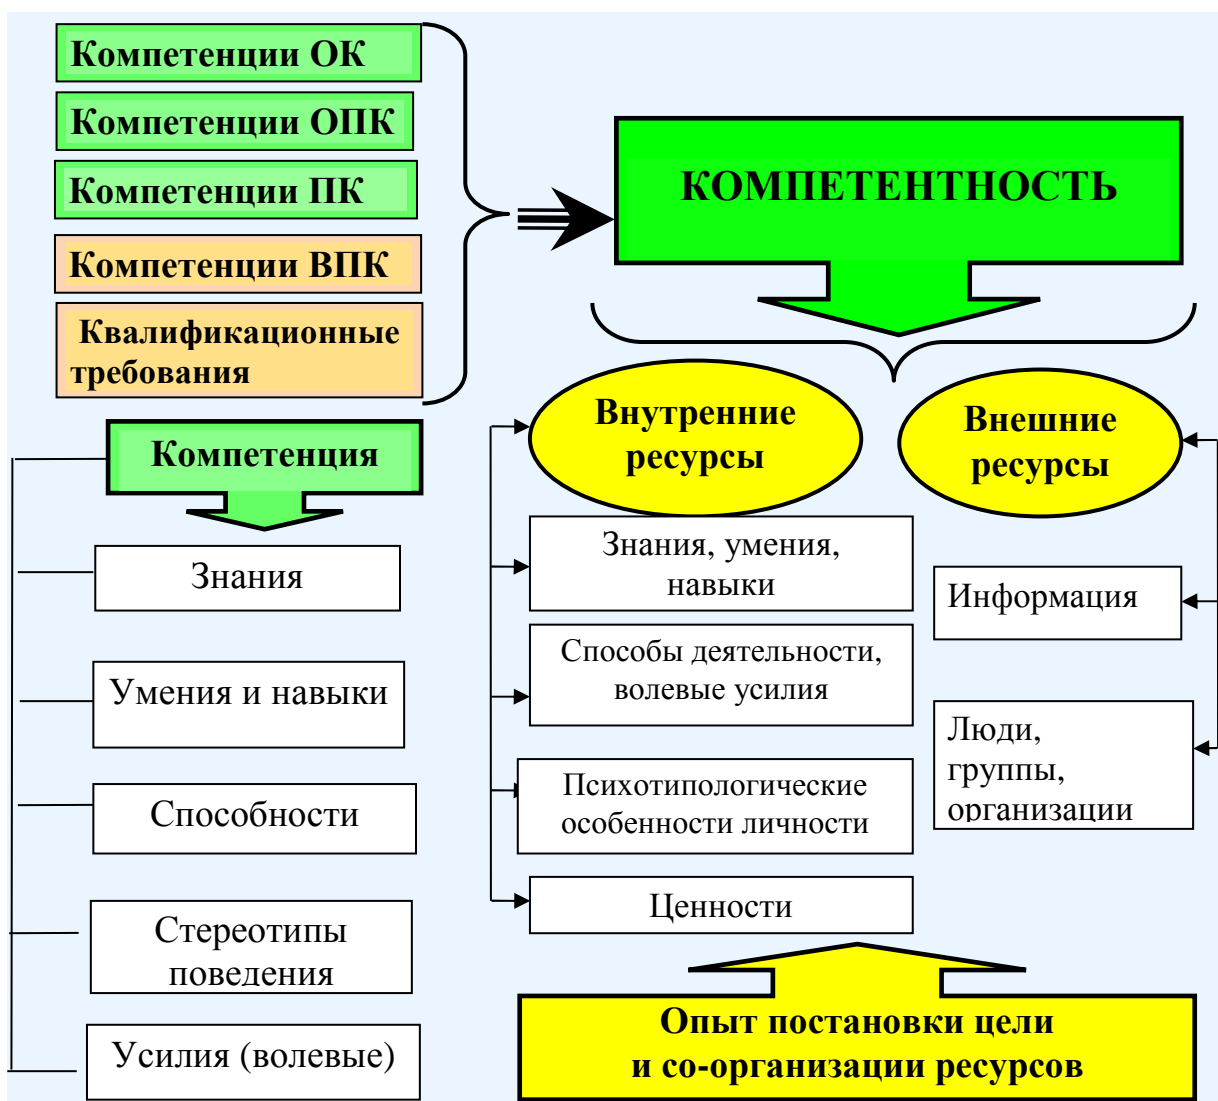 Компетенции ОК
Компетенции ОПК
Компетенции ПК
Компетенции ВПК
Квалификационные
требования
КОМПЕТЕНТНОСТЬ
Компетенция
Знания
Умения и навыки
Способности
Стереотипы
поведения
Усилия (волевые)
Внутренние
ресурсы
Знания, умения,
навыки
Способы деятельности,
волевые усилия
Психотипологические
особенности личности
Ценности
Внешние
ресурсы
Информация
Люди,
группы,
организации
Опыт постановки цели
и со-организации ресурсов